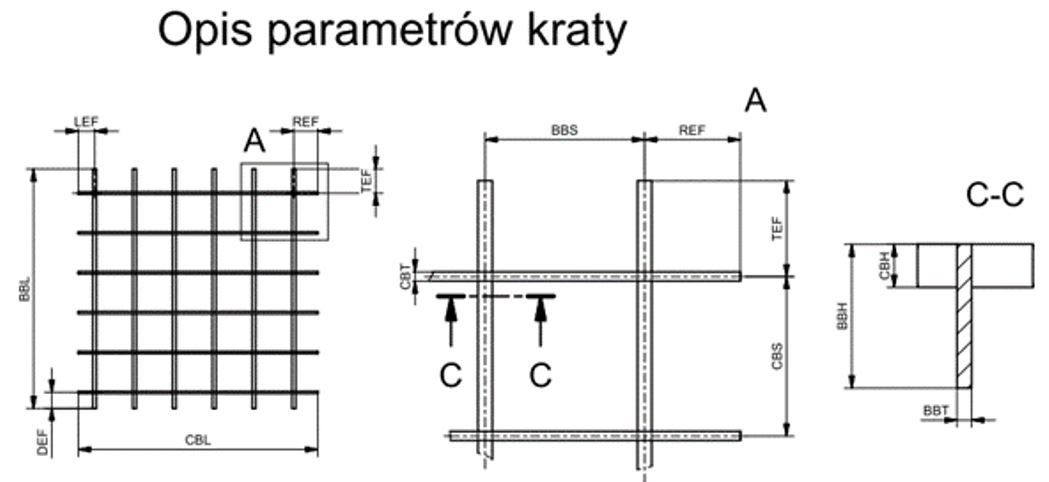 Opis parametrów kraty
LEF
REF
A
TEF
BBL
DEF
CBL
A
BBS
REF
TEF
CBT
CBS
C
C
C-C
CBH
BBH
BBT